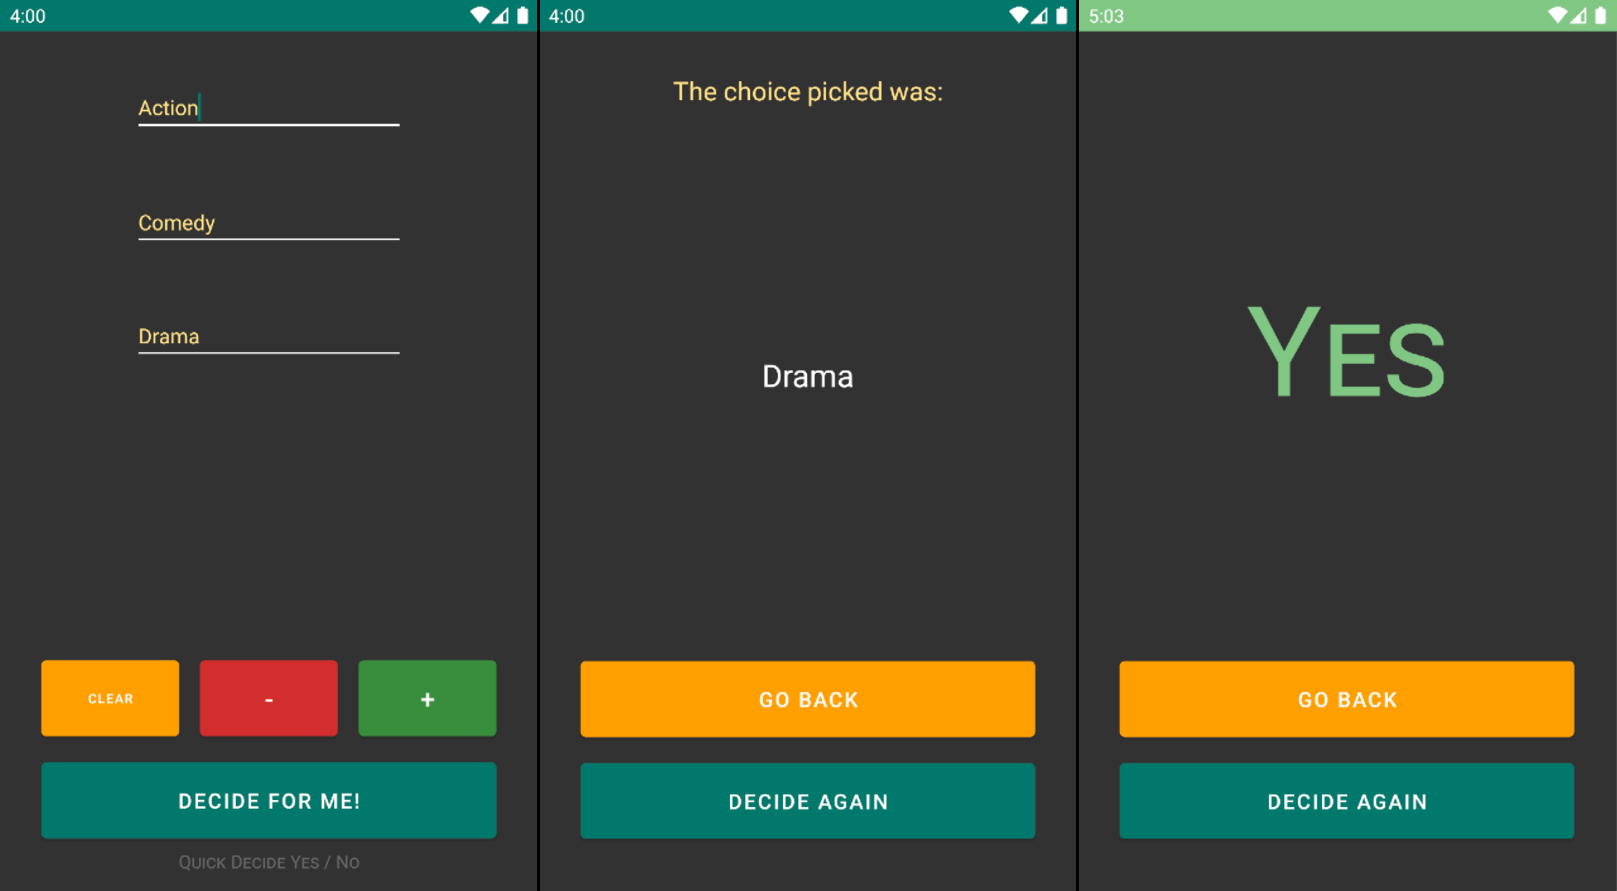 4:00
Action
Comedy
Drama
CLEAR
-
+
DECIDE FOR ME!
Quick Decide Yes / No
4:00
The choice picked was:
Drama
GO BACK
DECIDE AGAIN
5:03
Yes
GO BACK
DECIDE AGAIN